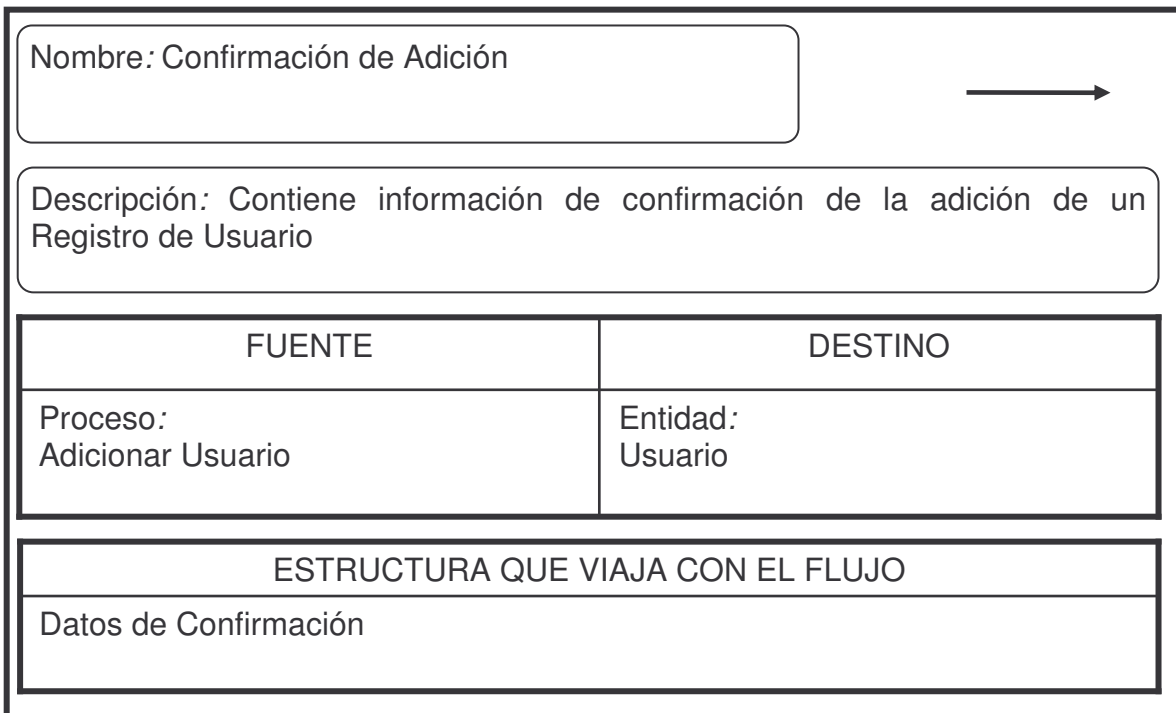 Nombre: Confirmación de Adición
Descripción: Contiene información de confirmación de la adición de un
Registro de Usuario
FUENTE
DESTINO
Proceso:
Adicionar Usuario
Entidad:
Usuario
ESTRUCTURA QUE VIAJA CON EL FLUJO
Datos de Confirmación